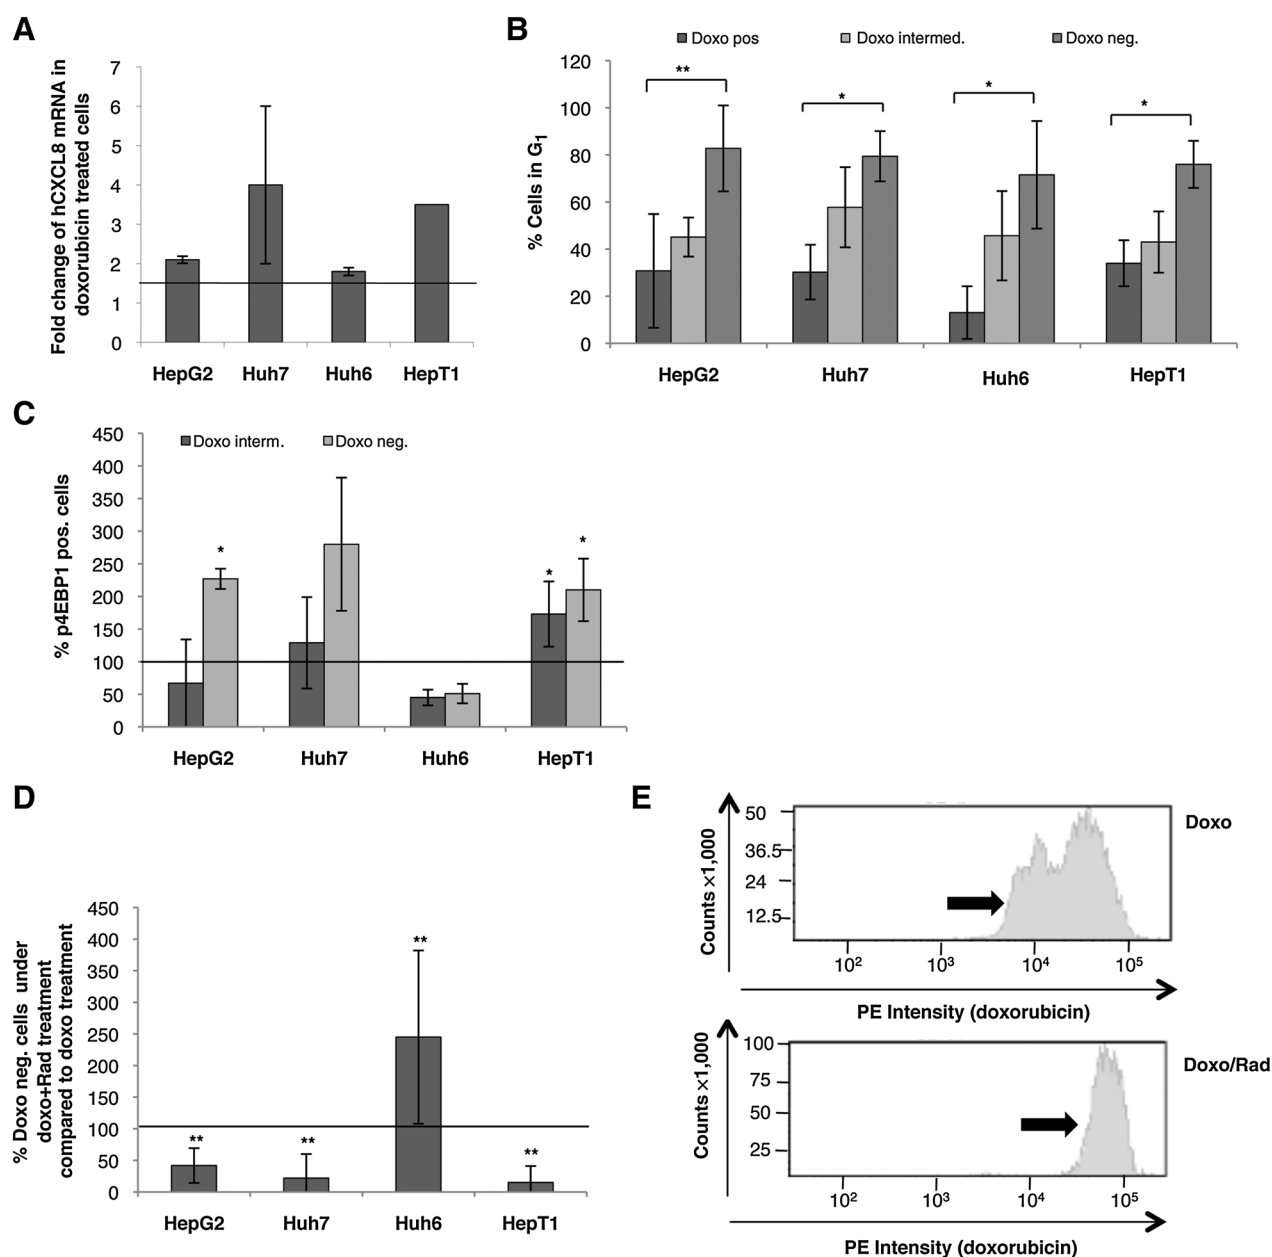 A
Fold change of hCXCL8 mRNA in
doxorubicin treated cells
7
6
5
4
3
2
1
0
HepG2 Huh7 Huh6 HepT1
B
Doxo pos Doxo intermed. Doxo neg.
% Cells in G1
120
100
80
60
40
20
0
** * * *
HepG2 Huh7 Huh6 HepT1
C
Doxo interm. Doxo neg.
% p4EBP1 pos. cells
450
400
350
300
250
200
150
100
50
0
* * *
HepG2 Huh7 Huh6 HepT1
D
% Doxo neg. cells under
doxo+Rad treatment
compared to doxo treatment
450
400
350
300
250
200
150
100
50
0
** ** ** **
HepG2 Huh7 Huh6 HepT1
E
Doxo
Counts ×1,000
50
36.5
24
12.5
10² 10³ 10⁴ 10⁵
PE Intensity (doxorubicin)
Doxo/Rad
Counts ×1,000
100
75
50
25
10² 10³ 10⁴ 10⁵
PE Intensity (doxorubicin)